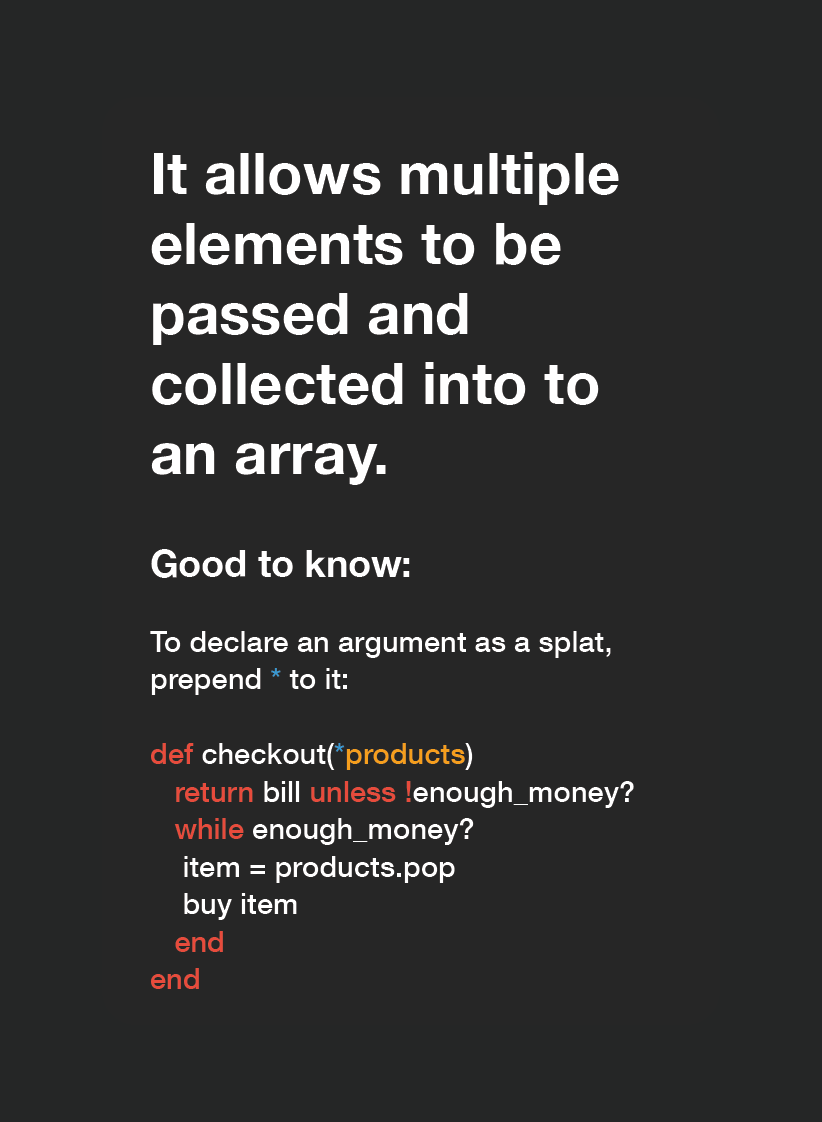 It allows multiple
elements to be
passed and
collected into to
an array.
Good to know:
To declare an argument as a splat,
prepend * to it:
def checkout(*products)
return bill unless !enough_money?
while enough_money?
item = products.pop
buy item
end
end